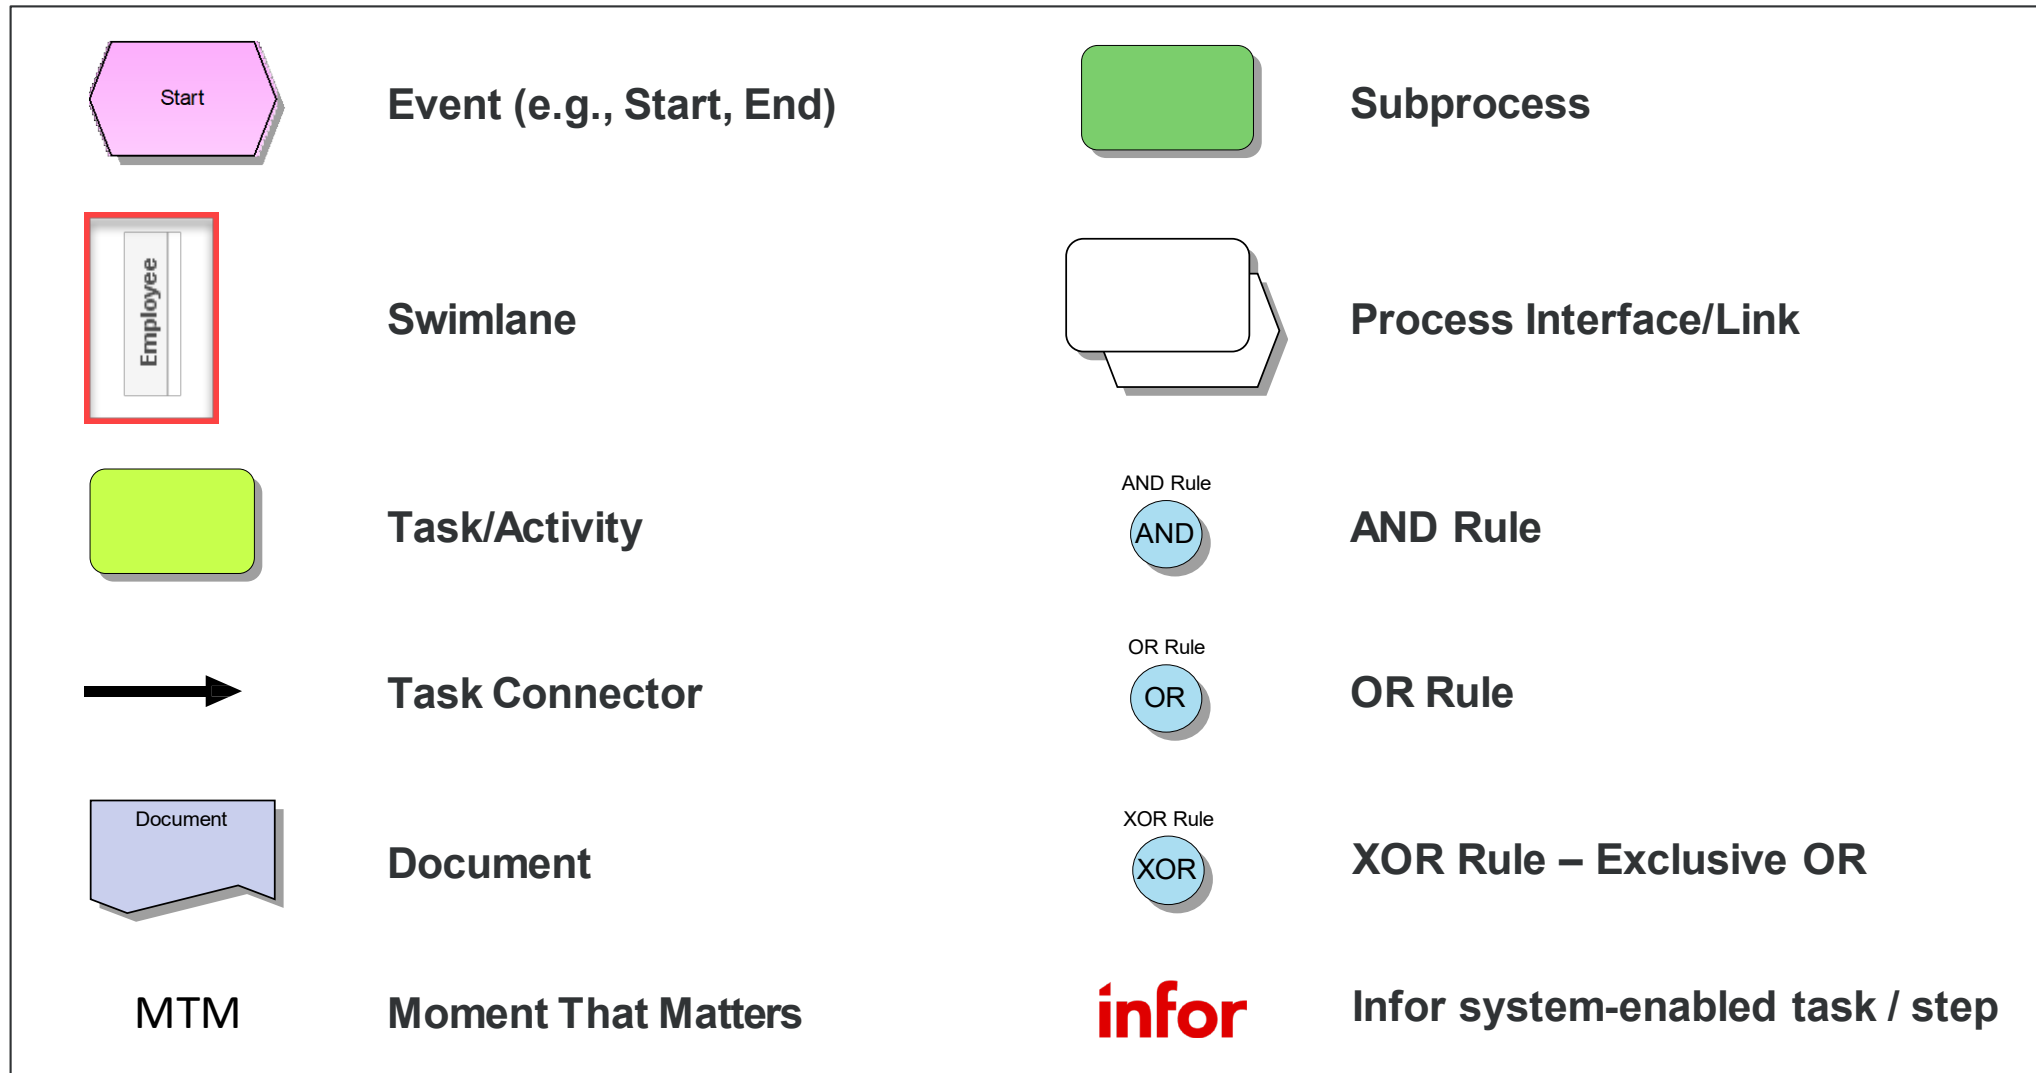 Start
Event (e.g., Start, End)
Subprocess
Employee
Swimlane
Process Interface/Link
Task/Activity
AND Rule
AND
AND Rule
Task Connector
OR Rule
OR
OR Rule
Document
Document
XOR Rule
XOR
XOR Rule – Exclusive OR
MTM
Moment That Matters
infor
Infor system-enabled task / step